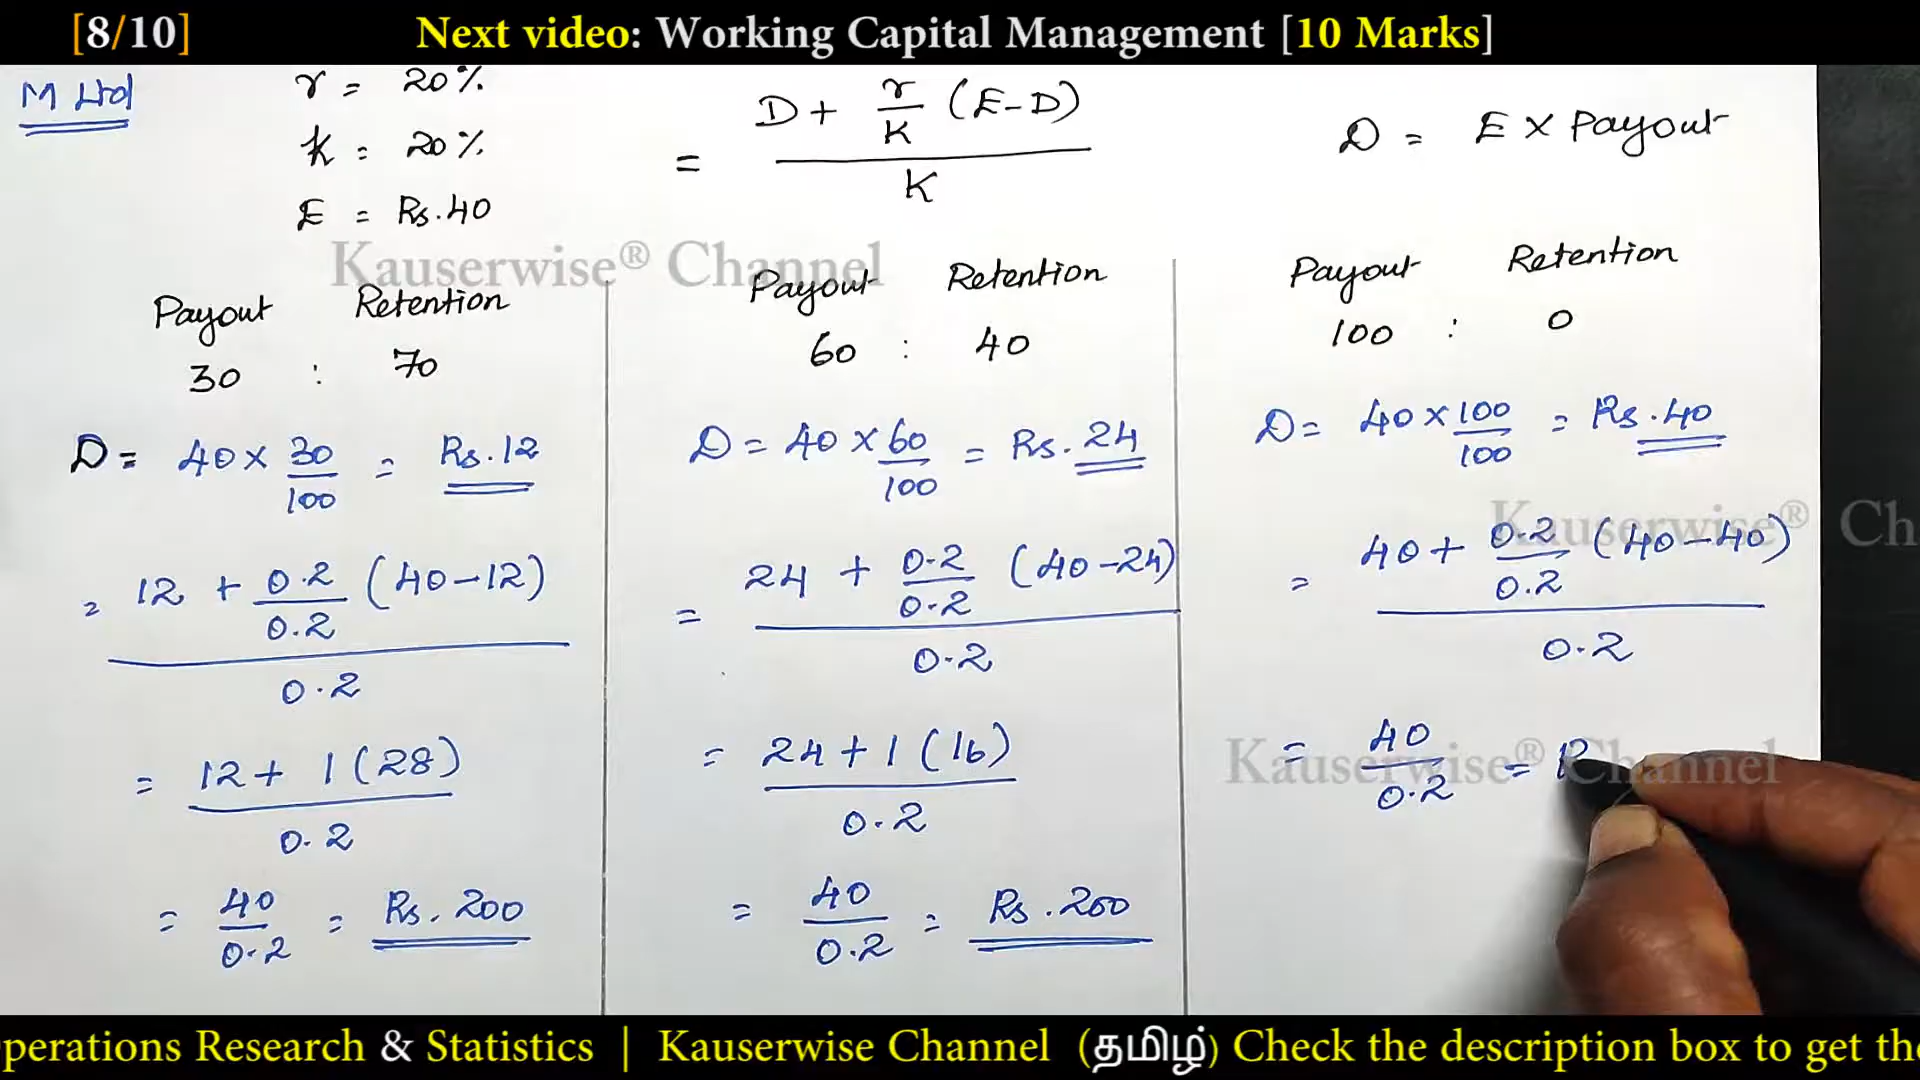 [8/10] Next video: Working Capital Management [10 Marks]
M Ltd
r = 20%
k = 20%
E = Rs.40
= D + r/K (E-D) / K
D = E X Payout
Kauserwise® Channel
Payout Retention
30 : 70
D = 40 x 30/100 = Rs.12
= 12 + 0.2/0.2 (40-12) / 0.2
= 12 + 1 (28) / 0.2
= 40/0.2 = Rs. 200
Payout Retention
60 : 40
D = 40 x 60/100 = Rs. 24
= 24 + 0.2/0.2 (40-24) / 0.2
= 24 + 1 (16) / 0.2
= 40/0.2 = Rs. 200
Payout Retention
100 : 0
D = 40 x 100/100 = Rs. 40
Kauserwise® Ch
= 40 + 0.2/0.2 (40-40) / 0.2
Kauserwise® Channel
= 40/0.2 = R
perations Research & Statistics | Kauserwise Channel (தமிழ்) Check the description box to get the